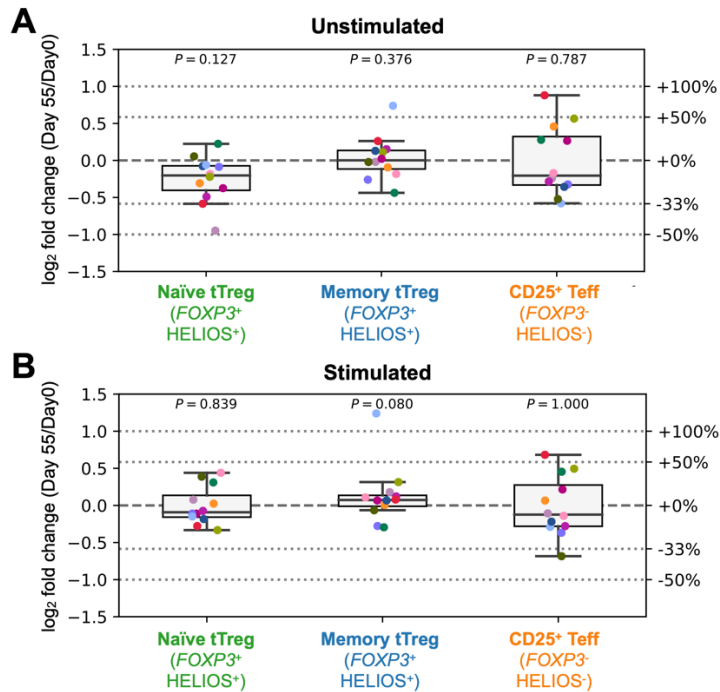 A
Unstimulated
log₂ fold change (Day 55/Day0)
1.5
1.0
0.5
0.0
−0.5
−1.0
−1.5
P = 0.127
P = 0.376
P = 0.787
+100%
+50%
+0%
-33%
-50%
Naïve tTreg
(FOXP3⁺
HELIOS⁺)
Memory tTreg
(FOXP3⁺
HELIOS⁺)
CD25⁺ Teff
(FOXP3⁻
HELIOS⁻)
B
Stimulated
log₂ fold change (Day 55/Day0)
1.5
1.0
0.5
0.0
−0.5
−1.0
−1.5
P = 0.839
P = 0.080
P = 1.000
+100%
+50%
+0%
-33%
-50%
Naïve tTreg
(FOXP3⁺
HELIOS⁺)
Memory tTreg
(FOXP3⁺
HELIOS⁺)
CD25⁺ Teff
(FOXP3⁻
HELIOS⁻)